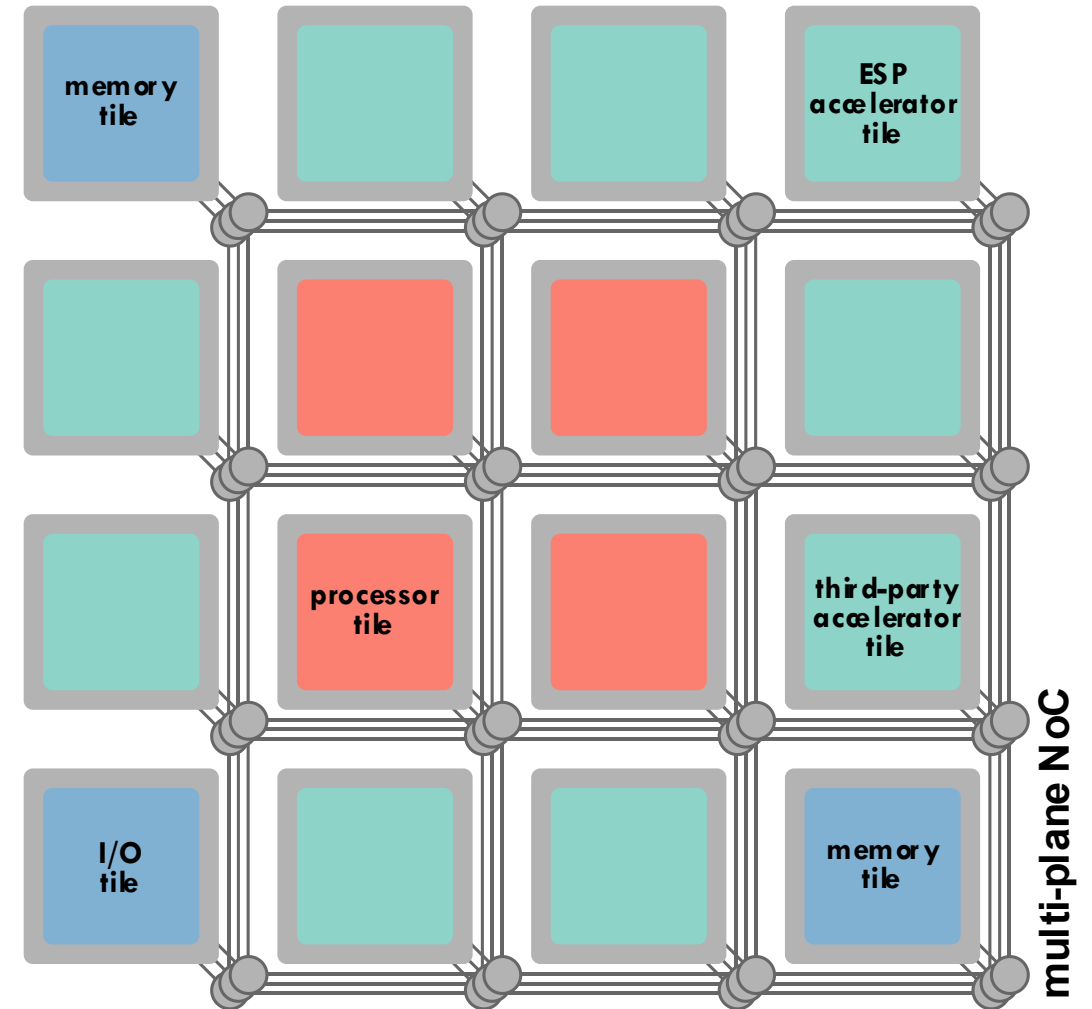 memory
tile
ESP
accelerator
tile
processor
tile
third-party
accelerator
tile
I/O
tile
memory
tile
multi-plane NoC